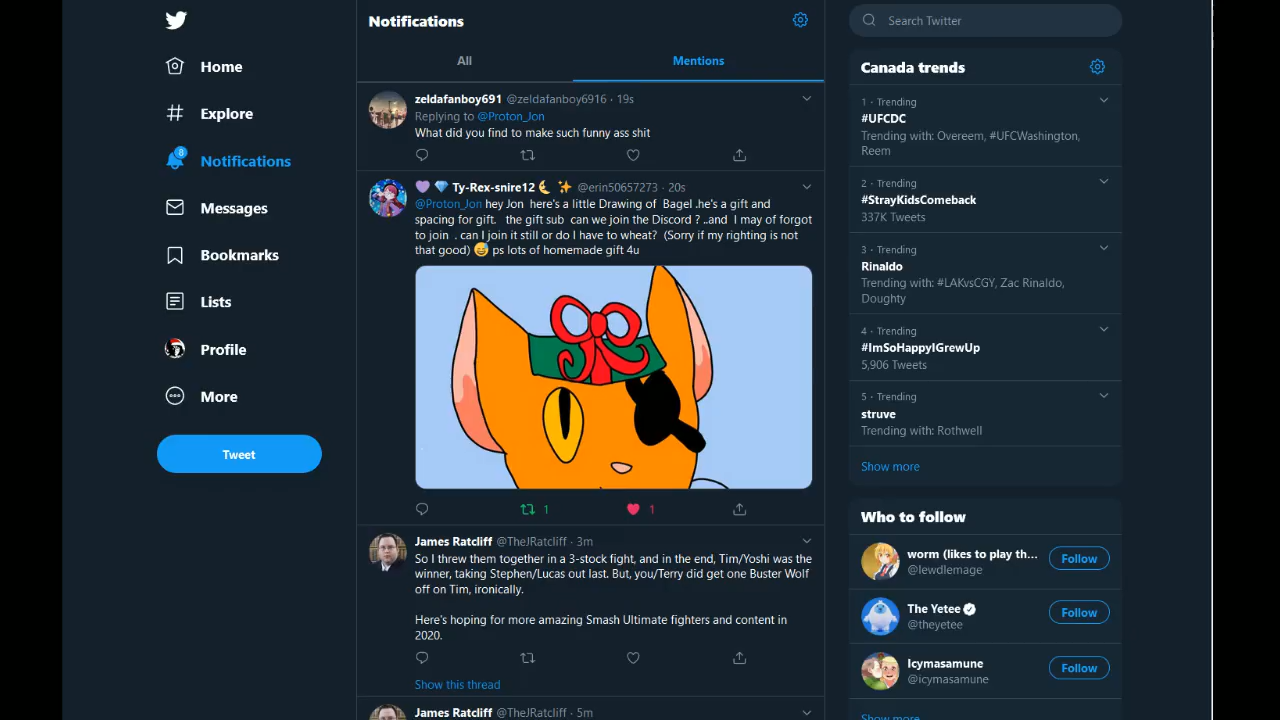 Home
Explore
8
Notifications
Messages
Bookmarks
Lists
Profile
More
Tweet
Notifications
All
Mentions
zeldafanboy691 @zeldafanboy6916 · 19s
Replying to @Proton_Jon
What did you find to make such funny ass shit
Ty-Rex-snire12 @erin50657273 · 20s
@Proton_Jon hey Jon here's a little Drawing of Bagel .he's a gift and
spacing for gift. the gift sub can we join the Discord ? ..and I may of forgot
to join . can I join it still or do I have to wheat? (Sorry if my righting is not
that good) 😅 ps lots of homemade gift 4u
1
1
James Ratcliff @TheJRatcliff · 3m
So I threw them together in a 3-stock fight, and in the end, Tim/Yoshi was the
winner, taking Stephen/Lucas out last. But, you/Terry did get one Buster Wolf
off on Tim, ironically.
Here's hoping for more amazing Smash Ultimate fighters and content in
2020.
Show this thread
James Ratcliff @TheJRatcliff · 5m
Search Twitter
Canada trends
1 · Trending
#UFCDC
Trending with: Overeem, #UFCWashington,
Reem
2 · Trending
#StrayKidsComeback
337K Tweets
3 · Trending
Rinaldo
Trending with: #LAKvsCGY, Zac Rinaldo,
Doughty
4 · Trending
#ImSoHappyIGrewUp
5,906 Tweets
5 · Trending
struve
Trending with: Rothwell
Show more
Who to follow
worm (likes to play th...
@lewdlemage
Follow
The Yetee
@theyetee
Follow
Icymasamune
@icymasamune
Follow
Show more